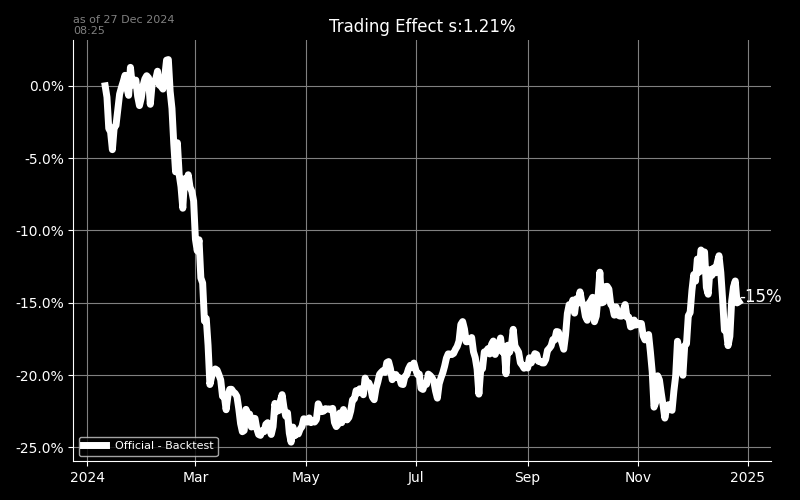 as of 27 Dec 2024
08:25
Trading Effect s:1.21%
0.0%
-5.0%
-10.0%
-15.0%
-20.0%
-25.0%
-15%
Official - Backtest
2024 Mar May Jul Sep Nov 2025